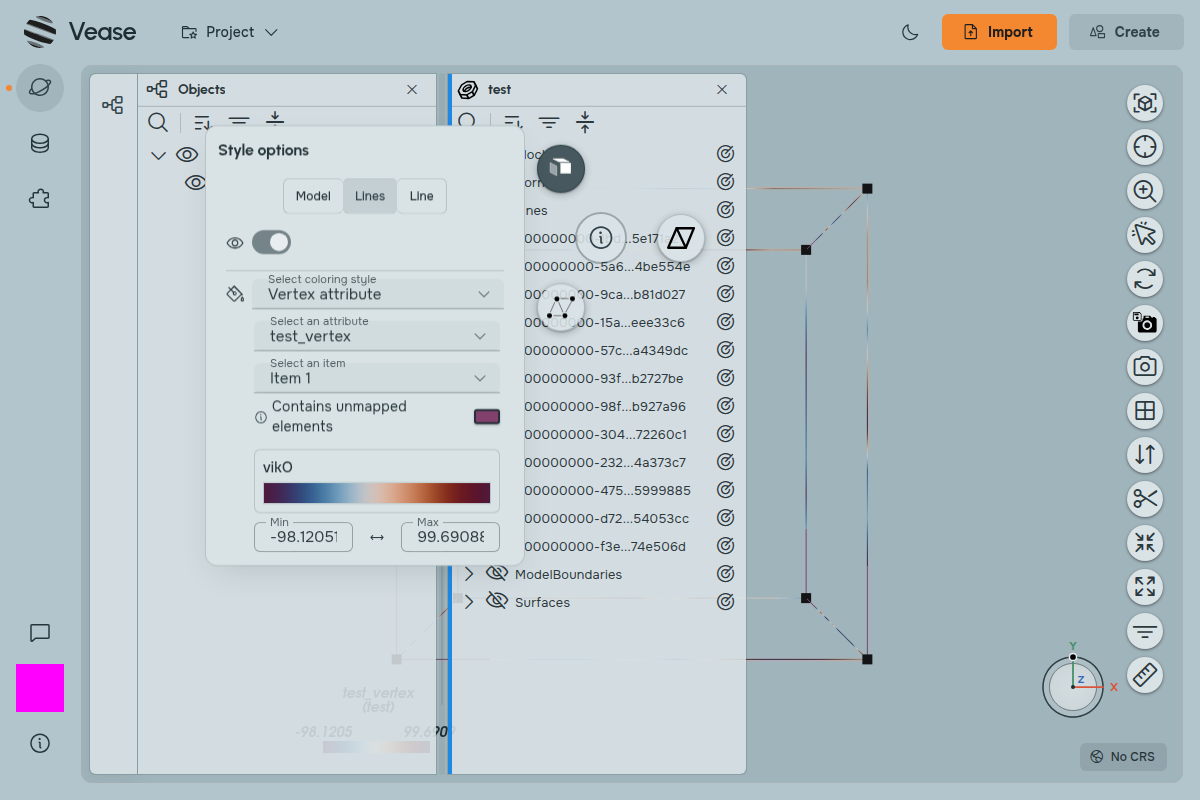 Vease
Project
Import
Create
Objects
test
Style options
Model
Lines
Line
Select coloring style
Vertex attribute
Select an attribute
test_vertex
Select an item
Item 1
Contains unmapped
elements
vikO
Min
-98.12051
Max
99.69088
...5e17
00000000-5a6...4be554e
00000000-9ca...b81d027
00000000-15a...eee33c6
00000000-57c...a4349dc
00000000-93f...b2727be
00000000-98f...b927a96
00000000-304...72260c1
00000000-232...4a373c7
00000000-475...5999885
00000000-d72...54053cc
00000000-f3e...74e506d
ModelBoundaries
Surfaces
test_vertex
(test)
-98.1205
99.6909
Y
Z
X
No CRS